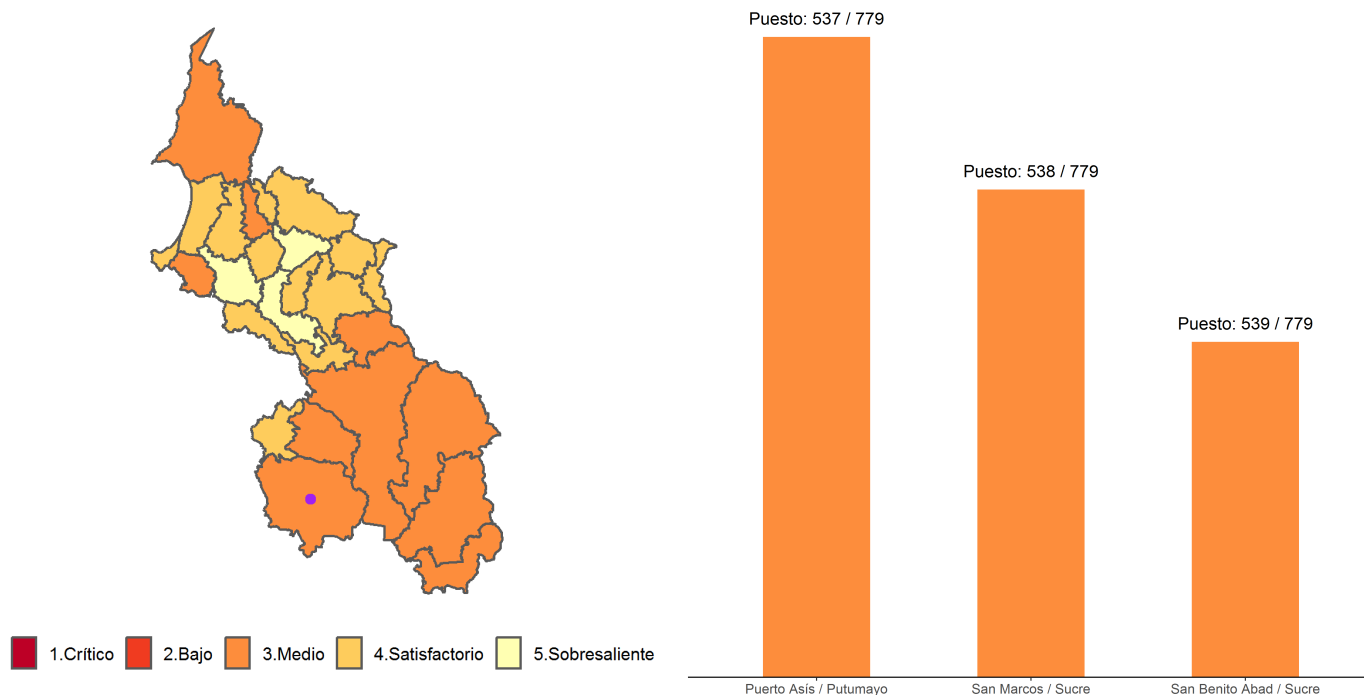 Puesto: 537 / 779
Puesto: 538 / 779
Puesto: 539 / 779
1.Crítico
2.Bajo
3.Medio
4.Satisfactorio
5.Sobresaliente
Puerto Asís / Putumayo
San Marcos / Sucre
San Benito Abad / Sucre